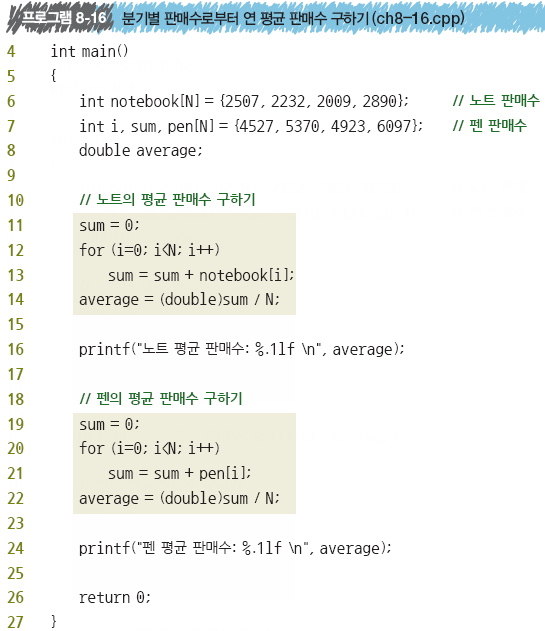 프로그램 8-16 분기별 판매수로부터 연 평균 판매수 구하기 (ch8-16.cpp)
4 int main()
5 {
6 int notebook[N] = {2507, 2232, 2009, 2890}; // 노트 판매수
7 int i, sum, pen[N] = {4527, 5370, 4923, 6097}; // 펜 판매수
8 double average;
9
10 // 노트의 평균 판매수 구하기
11 sum = 0;
12 for (i=0; i<N; i++)
13 sum = sum + notebook[i];
14 average = (double)sum / N;
15
16 printf("노트 평균 판매수: %.1lf \n", average);
17
18 // 펜의 평균 판매수 구하기
19 sum = 0;
20 for (i=0; i<N; i++)
21 sum = sum + pen[i];
22 average = (double)sum / N;
23
24 printf("펜 평균 판매수: %.1lf \n", average);
25
26 return 0;
27 }